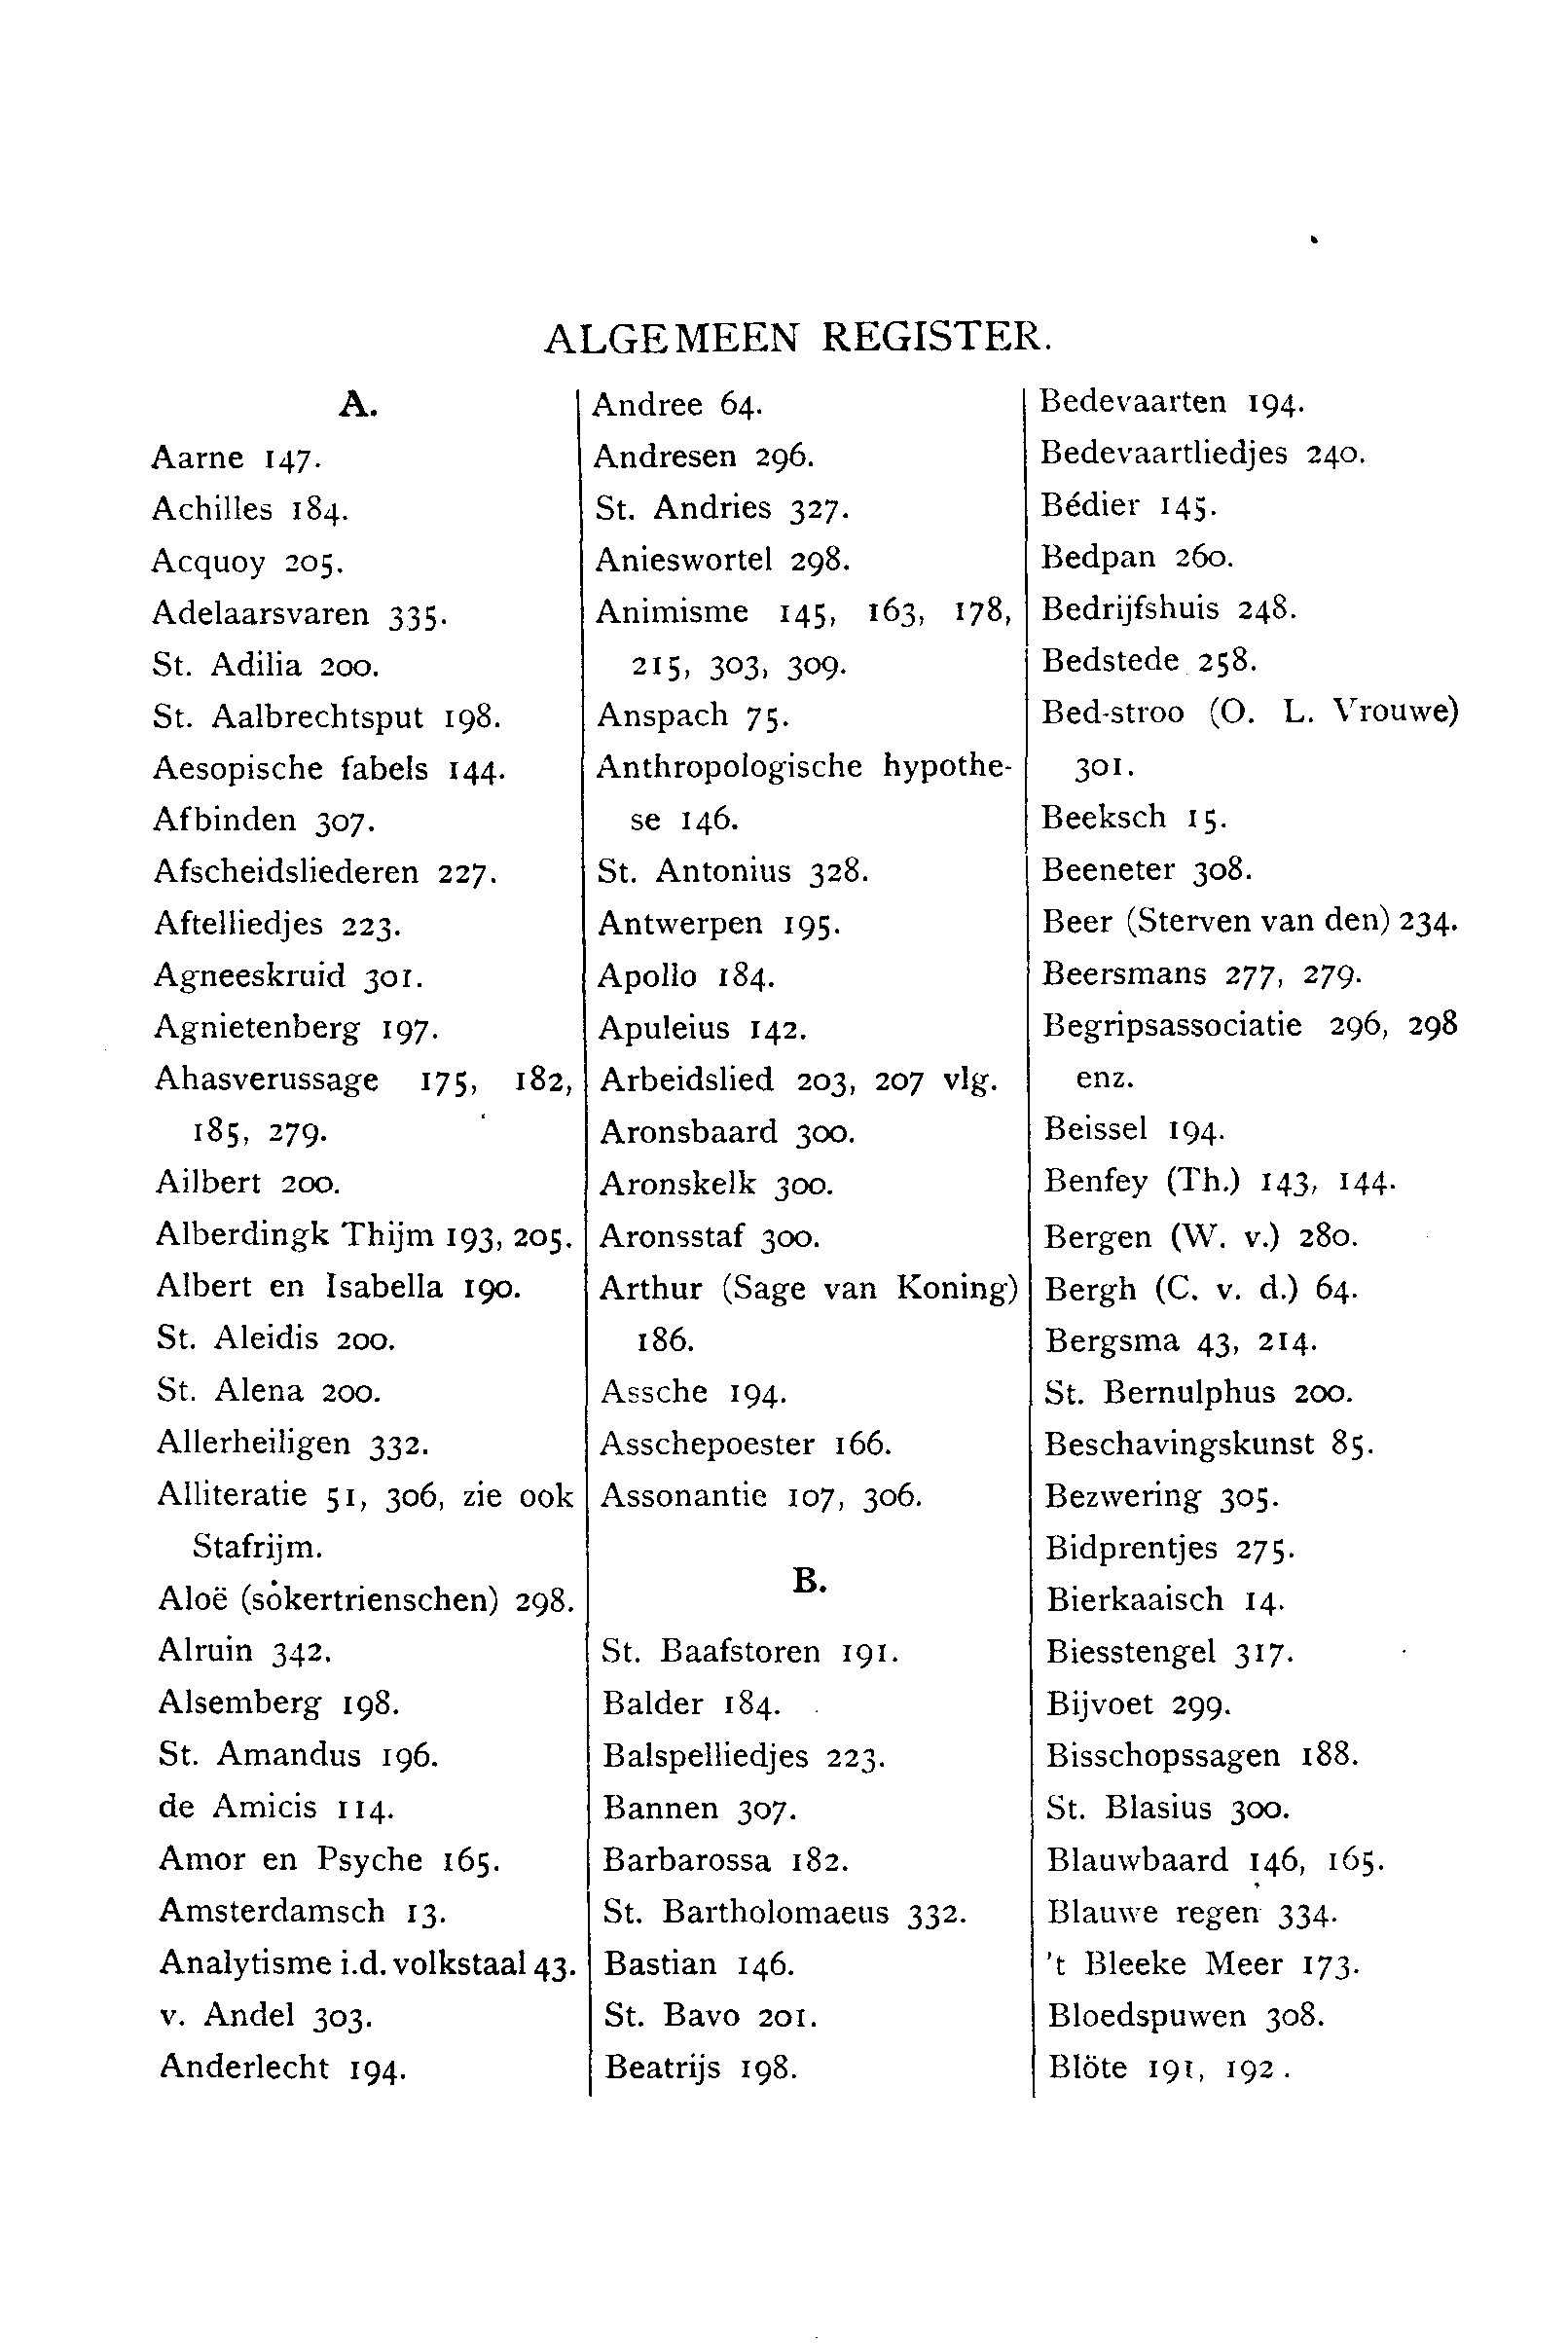 ALGEMEEN REGISTER.
A.
Aarne 147.
Achilles 184.
Acquoy 205.
Adelaarsvaren 335.
St. Adilia 200.
St. Aalbrechtsput 198.
Aesopische fabels 144.
Afbinden 307.
Afscheidsliederen 227.
Aftelliedjes 223.
Agneeskruid 301.
Agnietenberg 197.
Ahasverussage 175, 182,
185, 279.
Ailbert 200.
Alberdingk Thijm 193, 205.
Albert en Isabella 190.
St. Aleidis 200.
St. Alena 200.
Allerheiligen 332.
Alliteratie 51, 306, zie ook
Stafrijm.
Aloë (sòkertrienschen) 298.
Alruin 342.
Alsemberg 198.
St. Amandus 196.
de Amicis 114.
Amor en Psyche 165.
Amsterdamsch 13.
Analytisme i.d. volkstaal 43.
v. Andel 303.
Anderlecht 194.
Andree 64.
Andresen 296.
St. Andries 327.
Anieswortel 298.
Animisme 145, 163, 178,
215, 303, 309.
Anspach 75.
Anthropologische hypothe-
se 146.
St. Antonius 328.
Antwerpen 195.
Apollo 184.
Apuleius 142.
Arbeidslied 203, 207 vlg.
Aronsbaard 300.
Aronskelk 300.
Aronsstaf 300.
Arthur (Sage van Koning)
186.
Assche 194.
Asschepoester 166.
Assonantie 107, 306.
B.
St. Baafstoren 191.
Balder 184.
Balspelliedjes 223.
Bannen 307.
Barbarossa 182.
St. Bartholomaeus 332.
Bastian 146.
St. Bavo 201.
Beatrijs 198.
Bedevaarten 194.
Bedevaartliedjes 240.
Bédier 145.
Bedpan 260.
Bedrijfshuis 248.
Bedstede 258.
Bed-stroo (O. L. Vrouwe)
301.
Beeksch 15.
Beeneter 308.
Beer (Sterven van den) 234.
Beersmans 277, 279.
Begripsassociatie 296, 298
enz.
Beissel 194.
Benfey (Th.) 143, 144.
Bergen (W. v.) 280.
Bergh (C. v. d.) 64.
Bergsma 43, 214.
St. Bernulphus 200.
Beschavingskunst 85.
Bezwering 305.
Bidprentjes 275.
Bierkaaisch 14.
Biesstengel 317.
Bijvoet 299.
Bisschopssagen 188.
St. Blasius 300.
Blauwbaard 146, 165.
Blauwe regen 334.
't Bleeke Meer 173.
Bloedspuwen 308.
Blöte 191, 192.